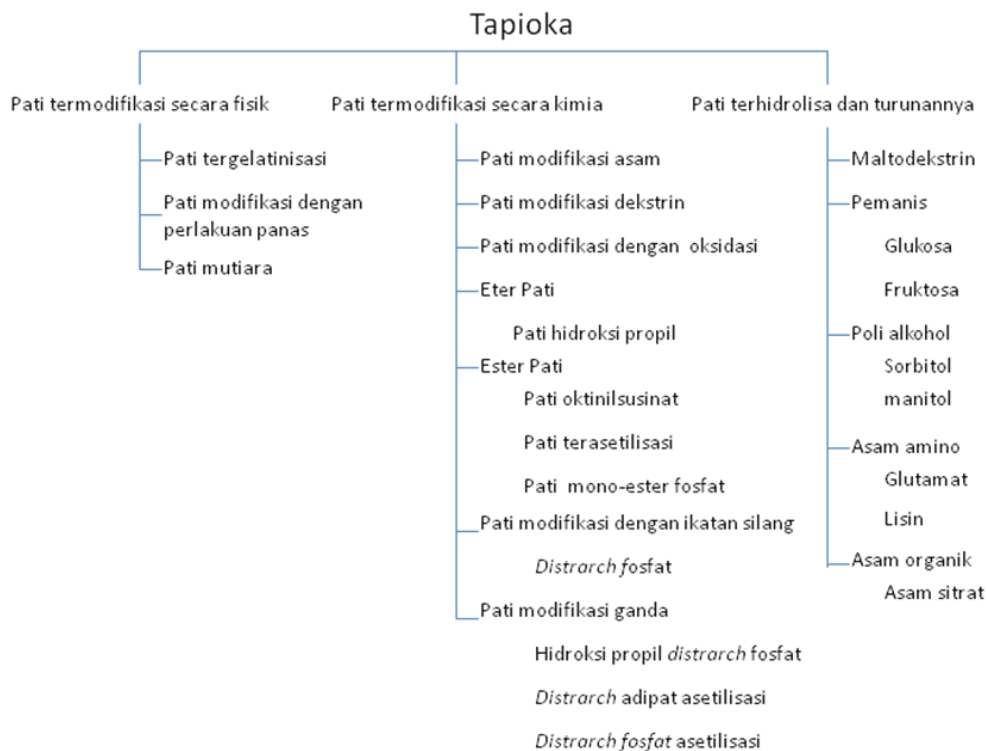 Tapioka
Pati termodifikasi secara fisik
Pati tergelatinisasi
Pati modifikasi dengan
perlakuan panas
Pati mutiara
Pati termodifikasi secara kimia
Pati modifikasi asam
Pati modifikasi dekstrin
Pati modifikasi dengan oksidasi
Eter Pati
Pati hidroksi propil
Ester Pati
Pati oktinilsusinat
Pati terasetilisasi
Pati mono-ester fosfat
Pati modifikasi dengan ikatan silang
Distrarch fosfat
Pati modifikasi ganda
Hidroksi propil distrarch fosfat
Distrarch adipat asetilisasi
Distrarch fosfat asetilisasi
Pati terhidrolisa dan turunannya
Maltodekstrin
Pemanis
Glukosa
Fruktosa
Poli alkohol
Sorbitol
manitol
Asam amino
Glutamat
Lisin
Asam organik
Asam sitrat